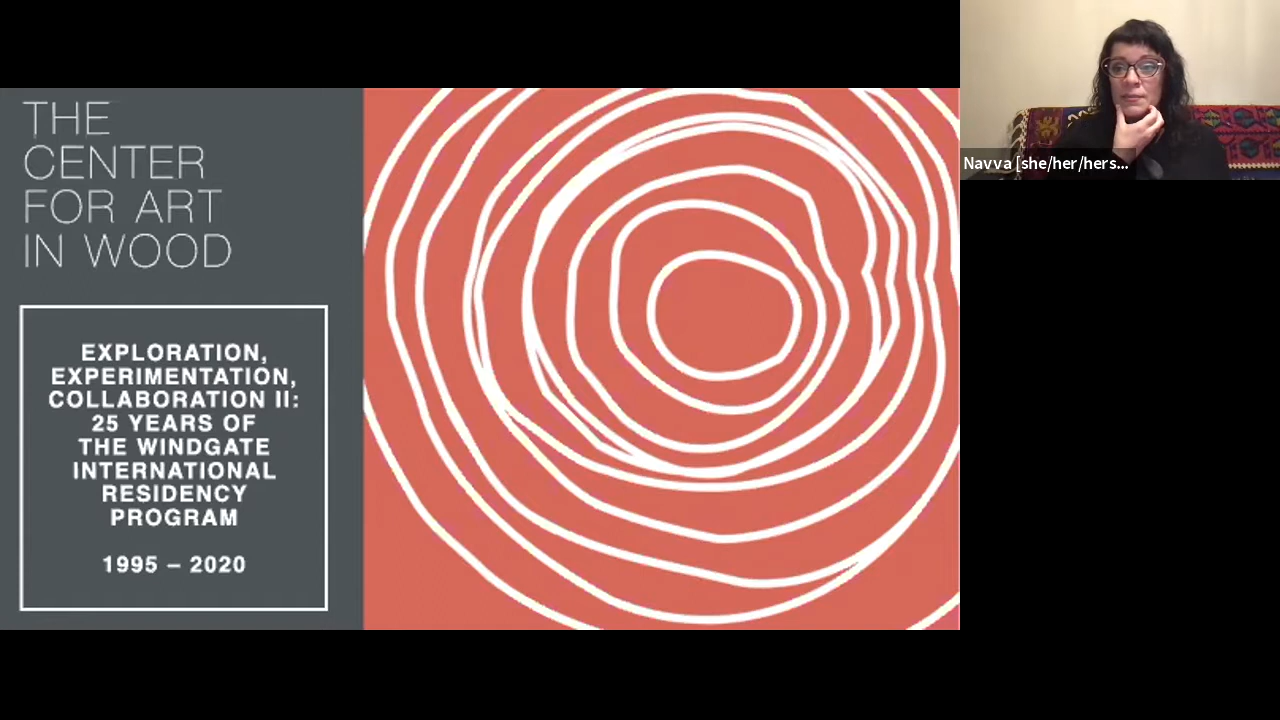 THE
CENTER
FOR ART
IN WOOD
EXPLORATION,
EXPERIMENTATION,
COLLABORATION II:
25 YEARS OF
THE WINDGATE
INTERNATIONAL
RESIDENCY
PROGRAM
1995 – 2020
Navva [she/her/hers...